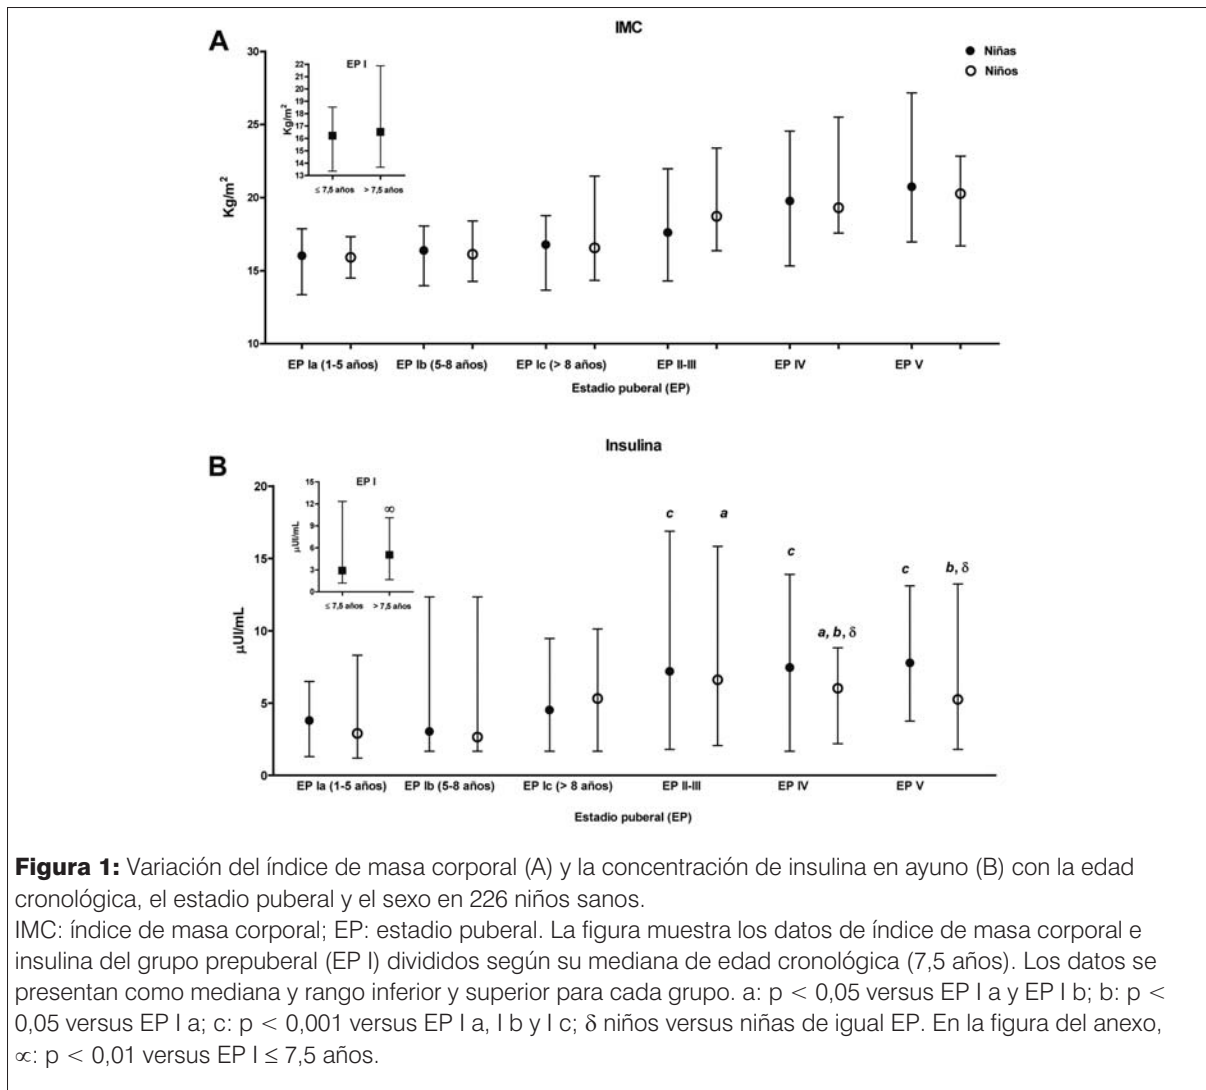 A
IMC
Niñas
Niños
30
25
20
15
10
Kg/m²
EP I
22
21
20
19
18
17
16
15
14
13
Kg/m²
≤ 7,5 años
> 7,5 años
EP Ia (1-5 años)
EP Ib (5-8 años)
EP Ic (> 8 años)
EP II-III
EP IV
EP V
Estadio puberal (EP)
B
Insulina
20
15
10
5
0
µUI/mL
EP I
15
12
9
6
3
0
µUI/mL
∞
≤ 7,5 años
> 7,5 años
c
a
c
a, b, δ
c
b, δ
EP Ia (1-5 años)
EP Ib (5-8 años)
EP Ic (> 8 años)
EP II-III
EP IV
EP V
Estadio puberal (EP)
Figura 1: Variación del índice de masa corporal (A) y la concentración de insulina en ayuno (B) con la edad
cronológica, el estadio puberal y el sexo en 226 niños sanos.
IMC: índice de masa corporal; EP: estadio puberal. La figura muestra los datos de índice de masa corporal e
insulina del grupo prepuberal (EP I) divididos según su mediana de edad cronológica (7,5 años). Los datos se
presentan como mediana y rango inferior y superior para cada grupo. a: p < 0,05 versus EP I a y EP I b; b: p <
0,05 versus EP I a; c: p < 0,001 versus EP I a, I b y I c; δ niños versus niñas de igual EP. En la figura del anexo,
∝: p < 0,01 versus EP I ≤ 7,5 años.